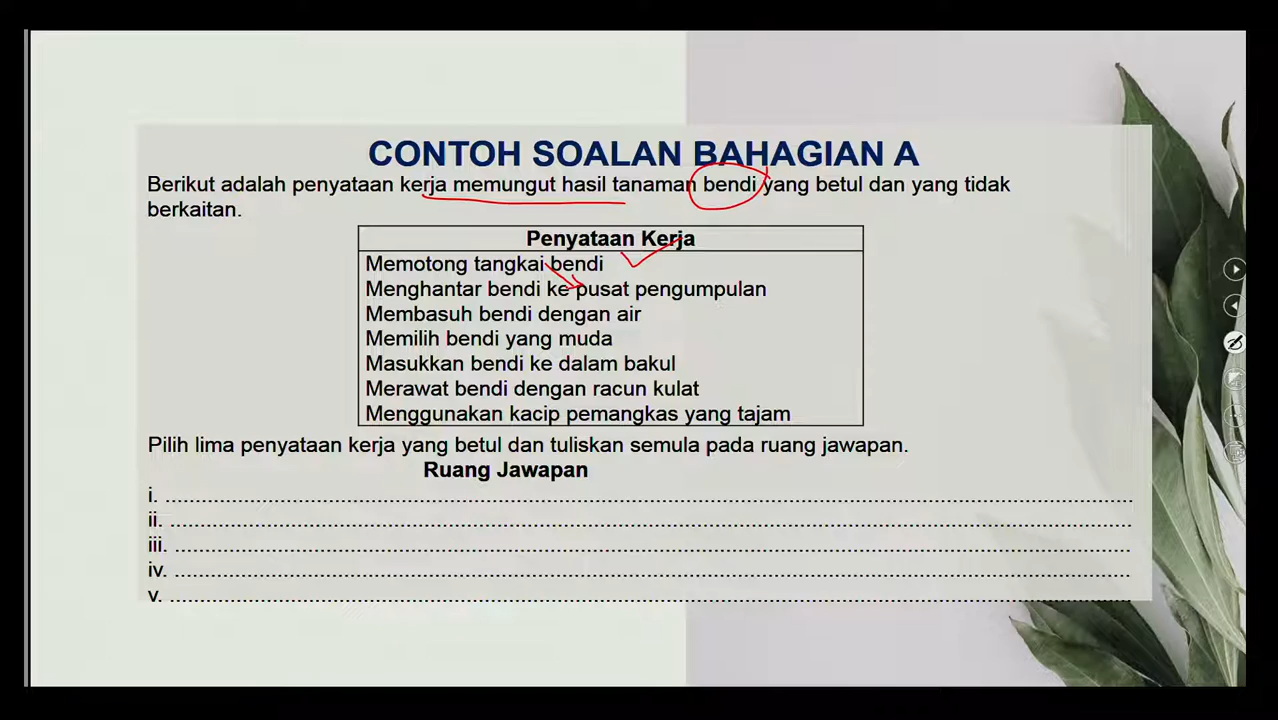 CONTOH SOALAN BAHAGIAN A
Berikut adalah penyataan kerja memungut hasil tanaman bendi yang betul dan yang tidak
berkaitan.
Penyataan Kerja
Memotong tangkai bendi
Menghantar bendi ke pusat pengumpulan
Membasuh bendi dengan air
Memilih bendi yang muda
Masukkan bendi ke dalam bakul
Merawat bendi dengan racun kulat
Menggunakan kacip pemangkas yang tajam
Pilih lima penyataan kerja yang betul dan tuliskan semula pada ruang jawapan.
Ruang Jawapan
i. ........................................................................................................................
ii. ........................................................................................................................
iii. ........................................................................................................................
iv. ........................................................................................................................
v. ........................................................................................................................